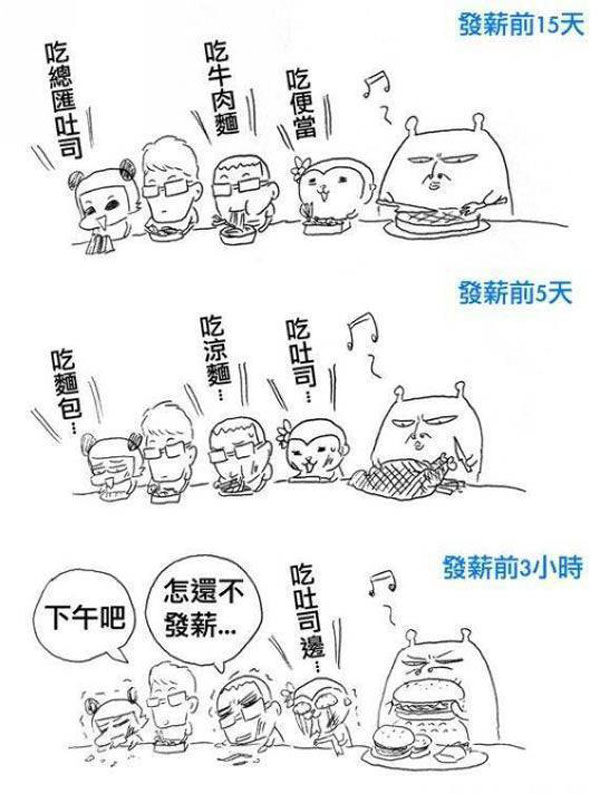 發薪前15天
吃總匯吐司
吃牛肉麵
吃便當
發薪前5天
吃麵包...
吃涼麵...
吃吐司...
發薪前3小時
下午吧
怎還不
發薪...
吃吐司邊...